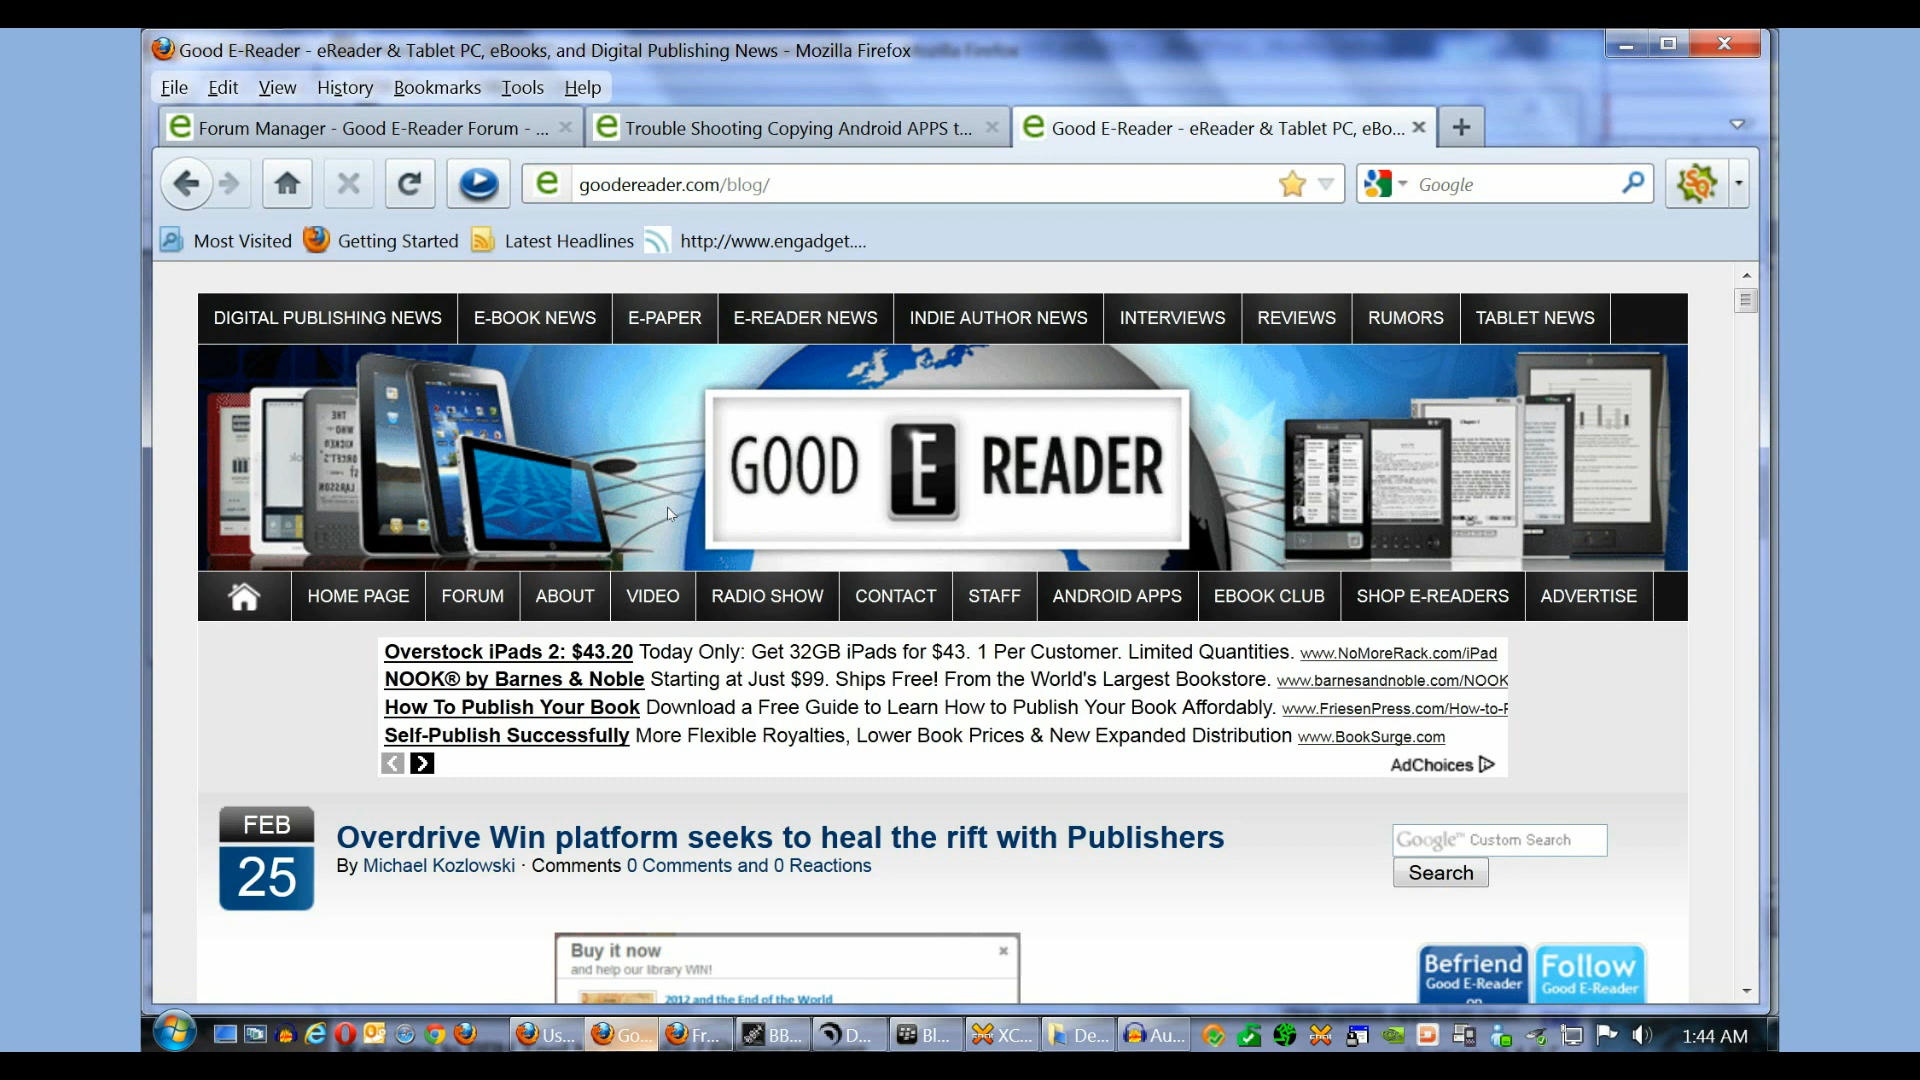 Good E-Reader - eReader & Tablet PC, eBooks, and Digital Publishing News - Mozilla Firefox
File Edit View History Bookmarks Tools Help
Forum Manager - Good E-Reader Forum - ... Trouble Shooting Copying Android APPS t... Good E-Reader - eReader & Tablet PC, eBo...
goodereader.com/blog/ Google
Most Visited Getting Started Latest Headlines http://www.engadget....
DIGITAL PUBLISHING NEWS E-BOOK NEWS E-PAPER E-READER NEWS INDIE AUTHOR NEWS INTERVIEWS REVIEWS RUMORS TABLET NEWS
GOOD E READER
HOME PAGE FORUM ABOUT VIDEO RADIO SHOW CONTACT STAFF ANDROID APPS EBOOK CLUB SHOP E-READERS ADVERTISE
Overstock iPads 2: $43.20 Today Only: Get 32GB iPads for $43. 1 Per Customer. Limited Quantities. www.NoMoreRack.com/iPad
NOOK® by Barnes & Noble Starting at Just $99. Ships Free! From the World's Largest Bookstore. www.barnesandnoble.com/NOOK
How To Publish Your Book Download a Free Guide to Learn How to Publish Your Book Affordably. www.FriesenPress.com/How-to-P
Self-Publish Successfully More Flexible Royalties, Lower Book Prices & New Expanded Distribution www.BookSurge.com
AdChoices
FEB
25
Overdrive Win platform seeks to heal the rift with Publishers
By Michael Kozlowski · Comments 0 Comments and 0 Reactions
Google™ Custom Search
Search
Buy it now
and help our library WIN!
2012 and the End of the World
Befriend
Good E-Reader
on
Follow
Good E-Reader
Us... Go... Fr... BB... D... Bl... XC... De... Au... 1:44 AM